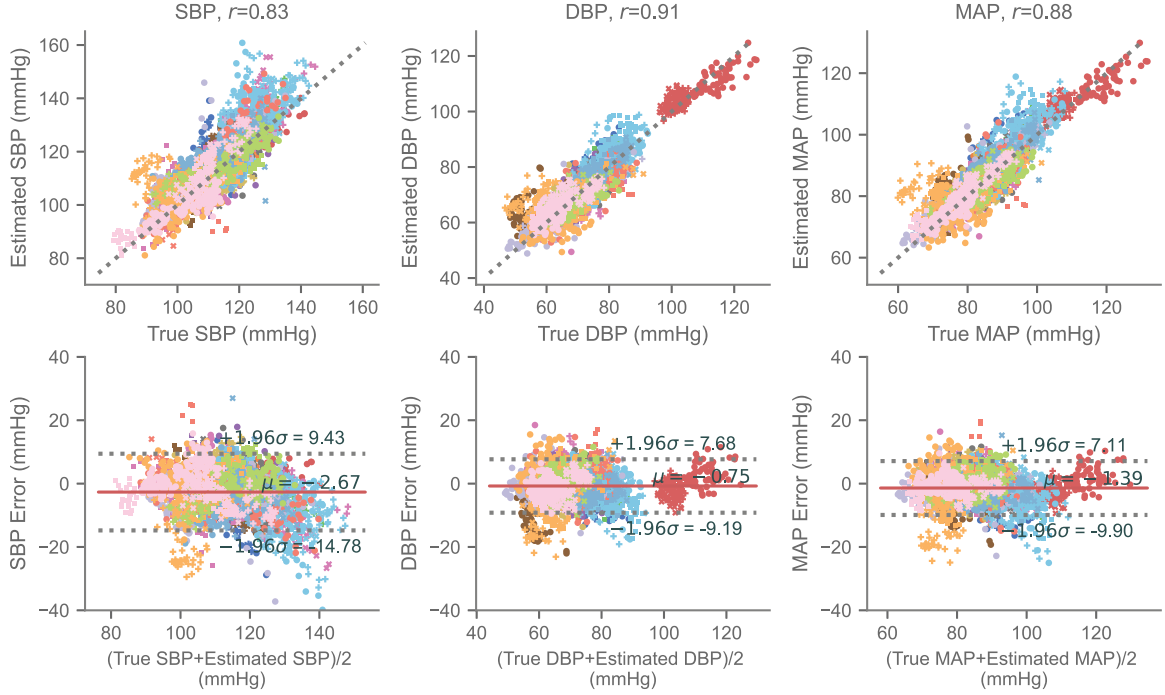 SBP, r=0.83
DBP, r=0.91
MAP, r=0.88
Estimated SBP (mmHg)
160
140
120
100
80
80
100
120
140
160
True SBP (mmHg)
Estimated DBP (mmHg)
120
100
80
60
40
40
60
80
100
120
True DBP (mmHg)
Estimated MAP (mmHg)
120
100
80
60
60
80
100
120
True MAP (mmHg)
SBP Error (mmHg)
40
20
0
−20
−40
+1.96σ = 9.43
μ = − 2.67
−1.96σ = -14.78
80
100
120
140
(True SBP+Estimated SBP)/2
(mmHg)
DBP Error (mmHg)
40
20
0
−20
−40
+1.96σ = 7.68
μ = − 0.75
−1.96σ = -9.19
40
60
80
100
120
(True DBP+Estimated DBP)/2
(mmHg)
MAP Error (mmHg)
40
20
0
−20
−40
+1.96σ = 7.11
μ = − 1.39
−1.96σ = -9.90
60
80
100
120
(True MAP+Estimated MAP)/2
(mmHg)